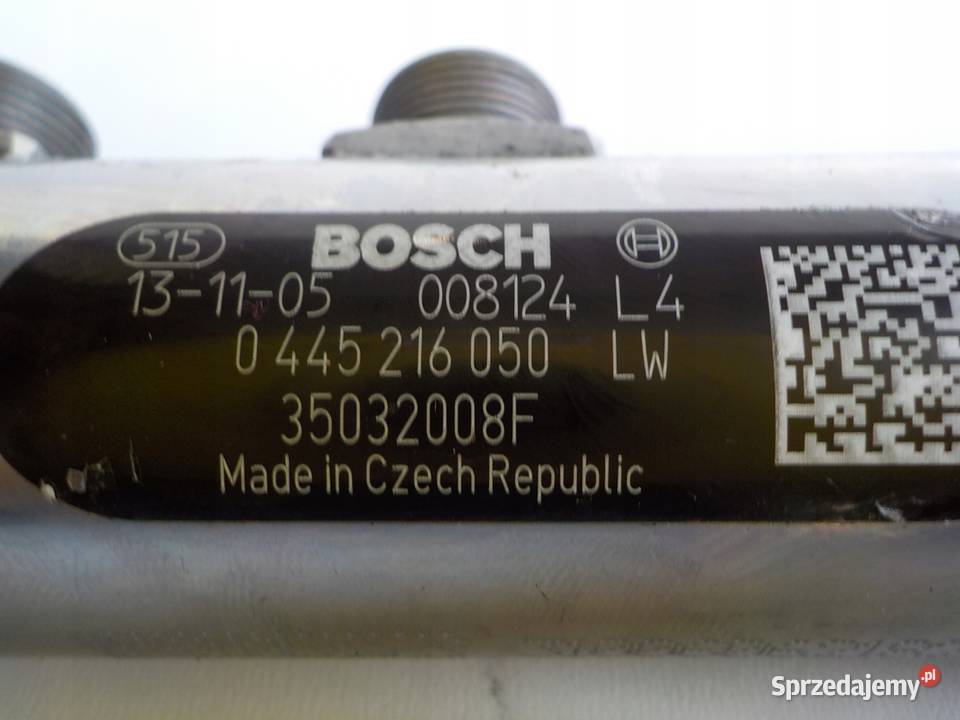 515 BOSCH
13-11-05 008124 L4
0 445 216 050 LW
35032008F
Made in Czech Republic
Sprzedajemy.pl